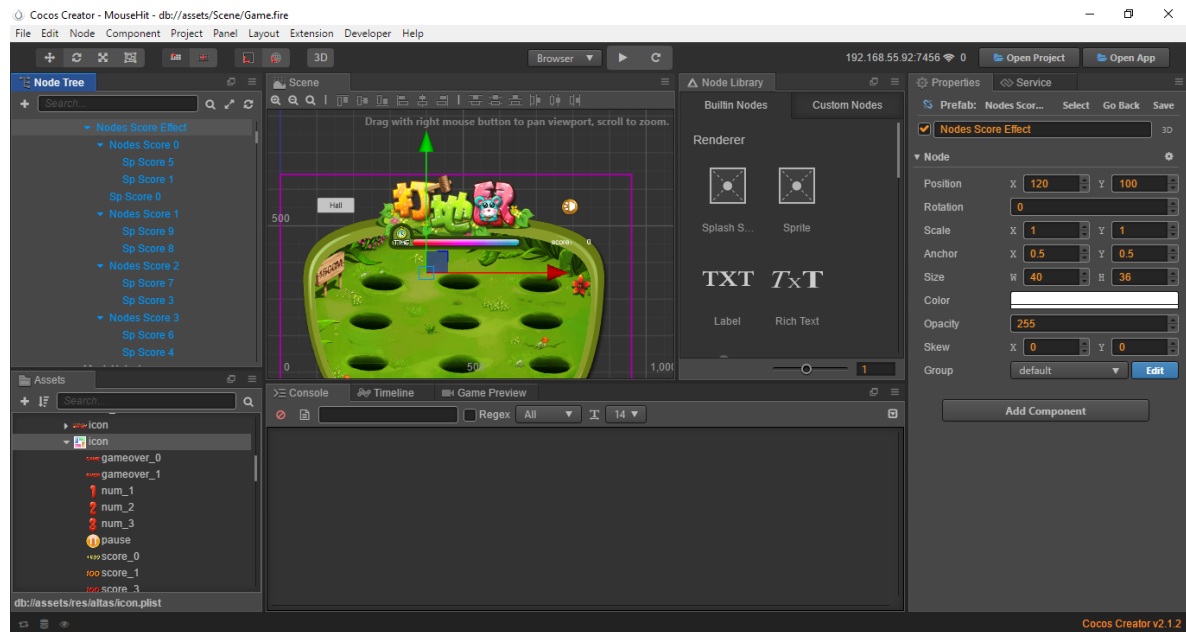 Cocos Creator - MouseHit - db://assets/Scene/Game.fire
File Edit Node Component Project Panel Layout Extension Developer Help
3D
Browser
192.168.55.92:7456 0
Open Project
Open App
Node Tree
Search...
Nodes Score Effect
Nodes Score 0
Sp Score 5
Sp Score 1
Sp Score 0
Nodes Score 1
Sp Score 9
Sp Score 8
Nodes Score 2
Sp Score 7
Sp Score 3
Nodes Score 3
Sp Score 6
Sp Score 4
Assets
Search...
icon
icon
gameover_0
gameover_1
num_1
num_2
num_3
pause
score_0
score_1
score_3
db://assets/res/altas/icon.plist
Scene
Drag with right mouse button to pan viewport, scroll to zoom.
Hall
打地鼠
500
TIME
score: 0
0
500
1,000
Console
Timeline
Game Preview
Regex
All
14
Node Library
Builtin Nodes
Custom Nodes
Renderer
Splash S...
Sprite
TXT
TxT
Label
Rich Text
1
Properties
Service
Prefab: Nodes Scor... Select Go Back Save
Nodes Score Effect
3D
Node
Position X 120 Y 100
Rotation 0
Scale X 1 Y 1
Anchor X 0.5 Y 0.5
Size W 40 H 36
Color
Opacity 255
Skew X 0 Y 0
Group default Edit
Add Component
Cocos Creator v2.1.2